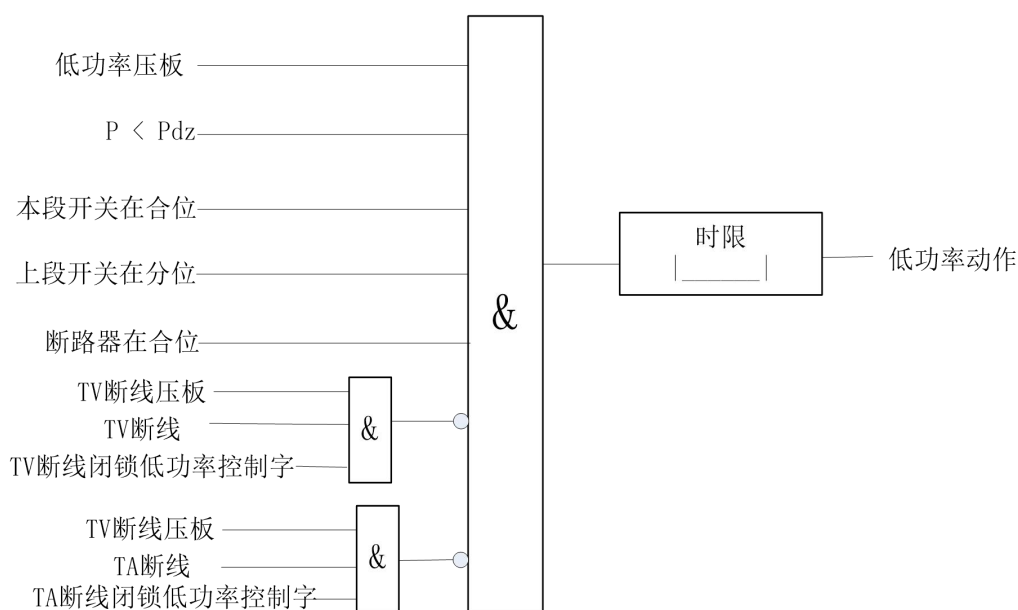 低功率压板
P < Pdz
本段开关在合位
上段开关在分位
断路器在合位
&
时限
低功率动作
TV断线压板
TV断线
TV断线闭锁低功率控制字
&
TV断线压板
TA断线
TA断线闭锁低功率控制字
&